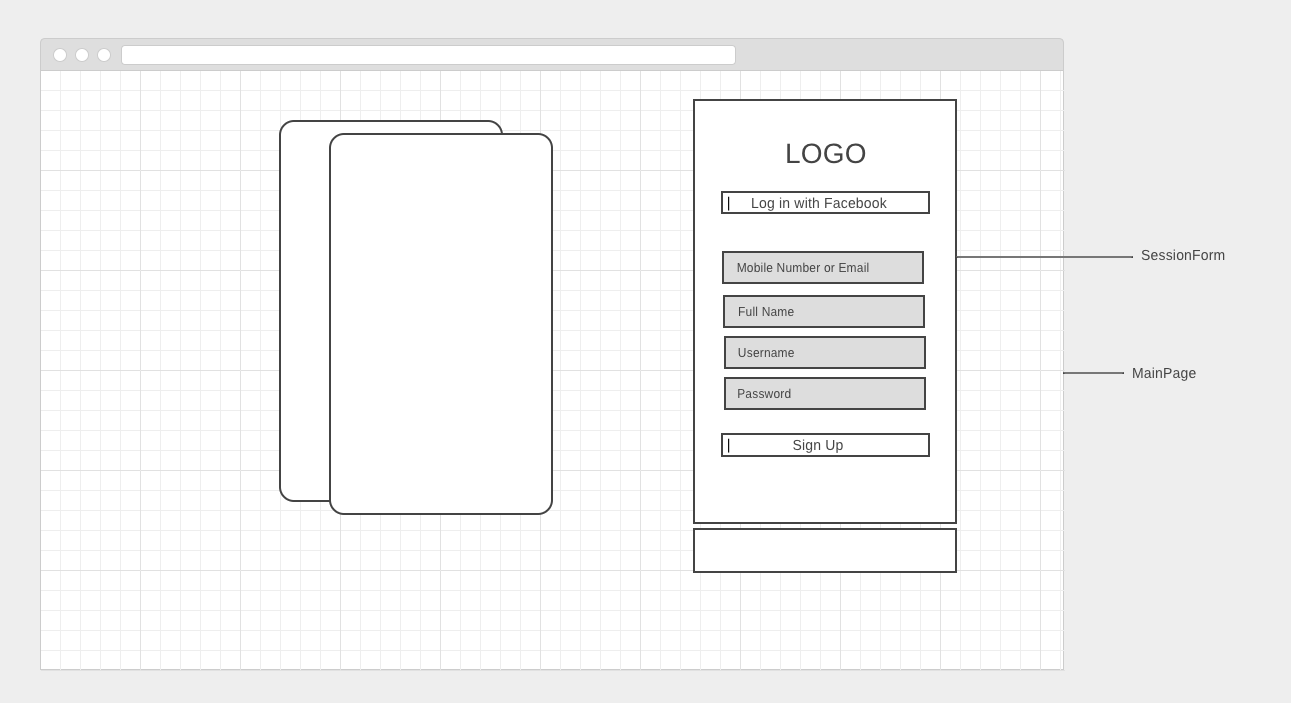 LOGO
Log in with Facebook
Mobile Number or Email
Full Name
Username
Password
Sign Up
SessionForm
MainPage